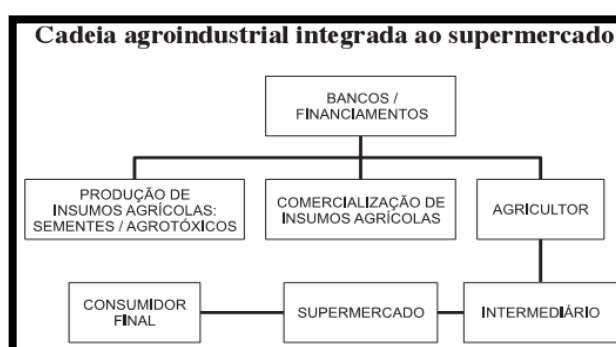 Cadeia agroindustrial integrada ao supermercado
BANCOS /
FINANCIAMENTOS
PRODUÇÃO DE
INSUMOS AGRÍCOLAS:
SEMENTES / AGROTÓXICOS
COMERCIALIZAÇÃO DE
INSUMOS AGRÍCOLAS
AGRICULTOR
CONSUMIDOR
FINAL
SUPERMERCADO
INTERMEDIÁRIO